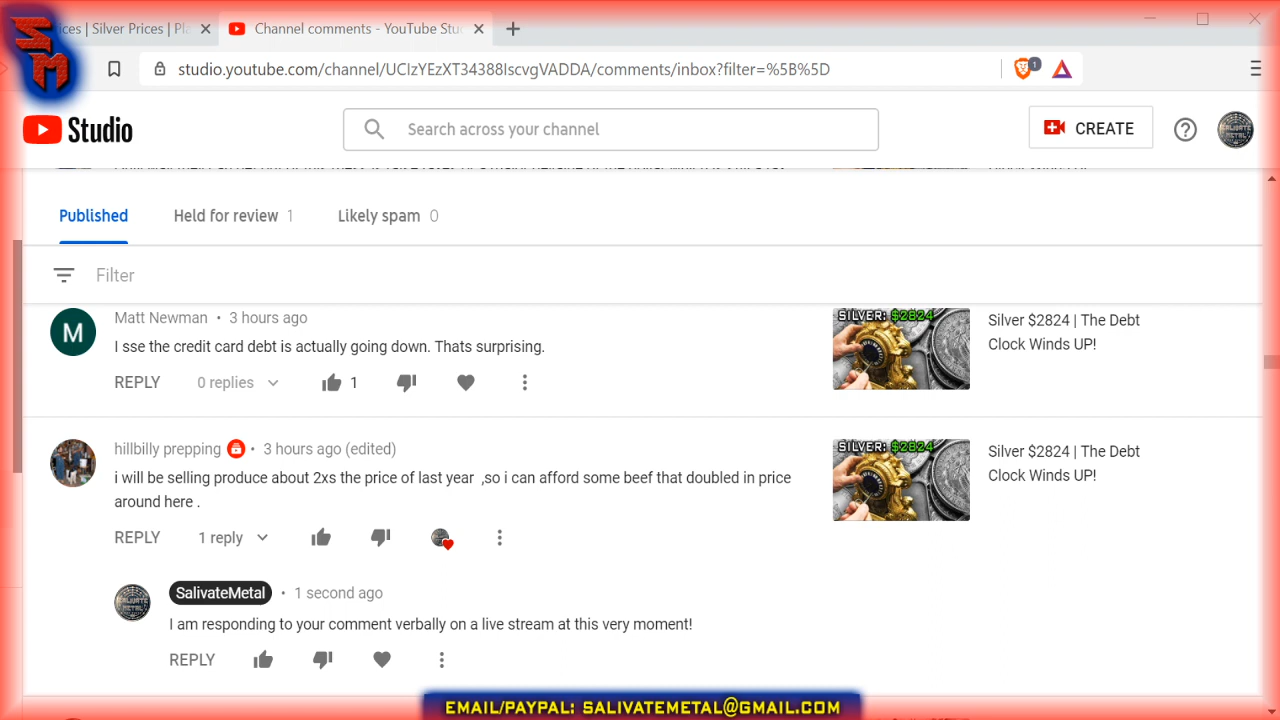 SM
ices | Silver Prices | Pla
Channel comments - YouTube Stu
studio.youtube.com/channel/UCIzYEzXT34388IscvgVADDA/comments/inbox?filter=%5B%5D
1
Studio
Search across your channel
CREATE
Published
Held for review 1
Likely spam 0
Filter
Matt Newman • 3 hours ago
M
I sse the credit card debt is actually going down. Thats surprising.
REPLY 0 replies 1
SILVER: $2824
Silver $2824 | The Debt
Clock Winds UP!
hillbilly prepping • 3 hours ago (edited)
i will be selling produce about 2xs the price of last year ,so i can afford some beef that doubled in price
around here .
REPLY 1 reply
SILVER: $2824
Silver $2824 | The Debt
Clock Winds UP!
SalivateMetal • 1 second ago
I am responding to your comment verbally on a live stream at this very moment!
REPLY
EMAIL/PAYPAL: SALIVATEMETAL@GMAIL.COM